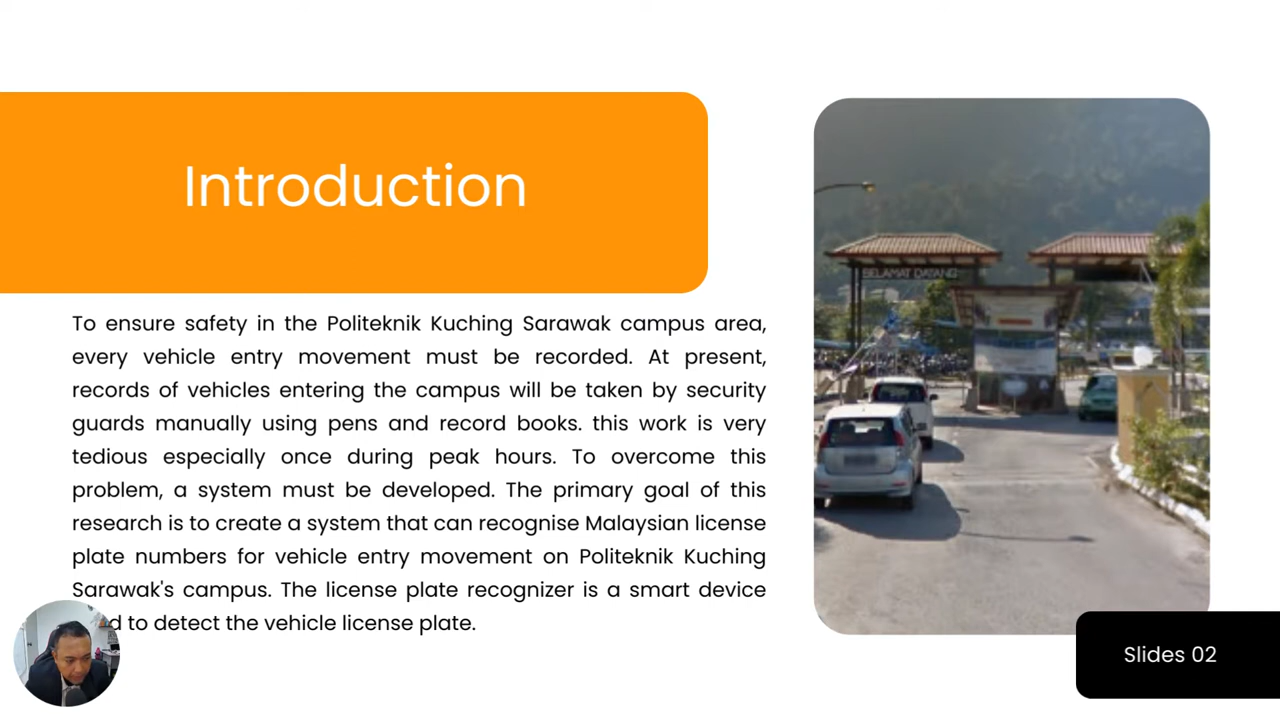 Introduction
To ensure safety in the Politeknik Kuching Sarawak campus area,
every vehicle entry movement must be recorded. At present,
records of vehicles entering the campus will be taken by security
guards manually using pens and record books. this work is very
tedious especially once during peak hours. To overcome this
problem, a system must be developed. The primary goal of this
research is to create a system that can recognise Malaysian license
plate numbers for vehicle entry movement on Politeknik Kuching
Sarawak's campus. The license plate recognizer is a smart device
to detect the vehicle license plate.
SELAMAT DATANG
Slides 02